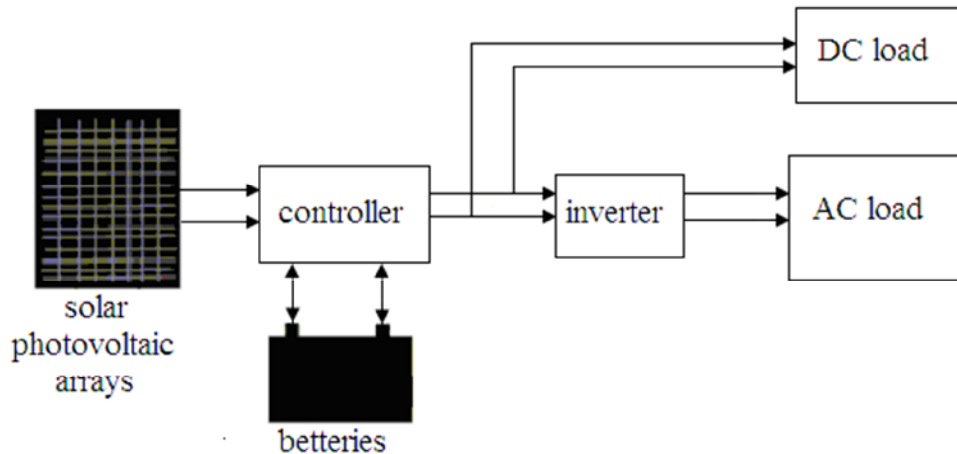 DC load
controller
inverter
AC load
solar
photovoltaic
arrays
betteries